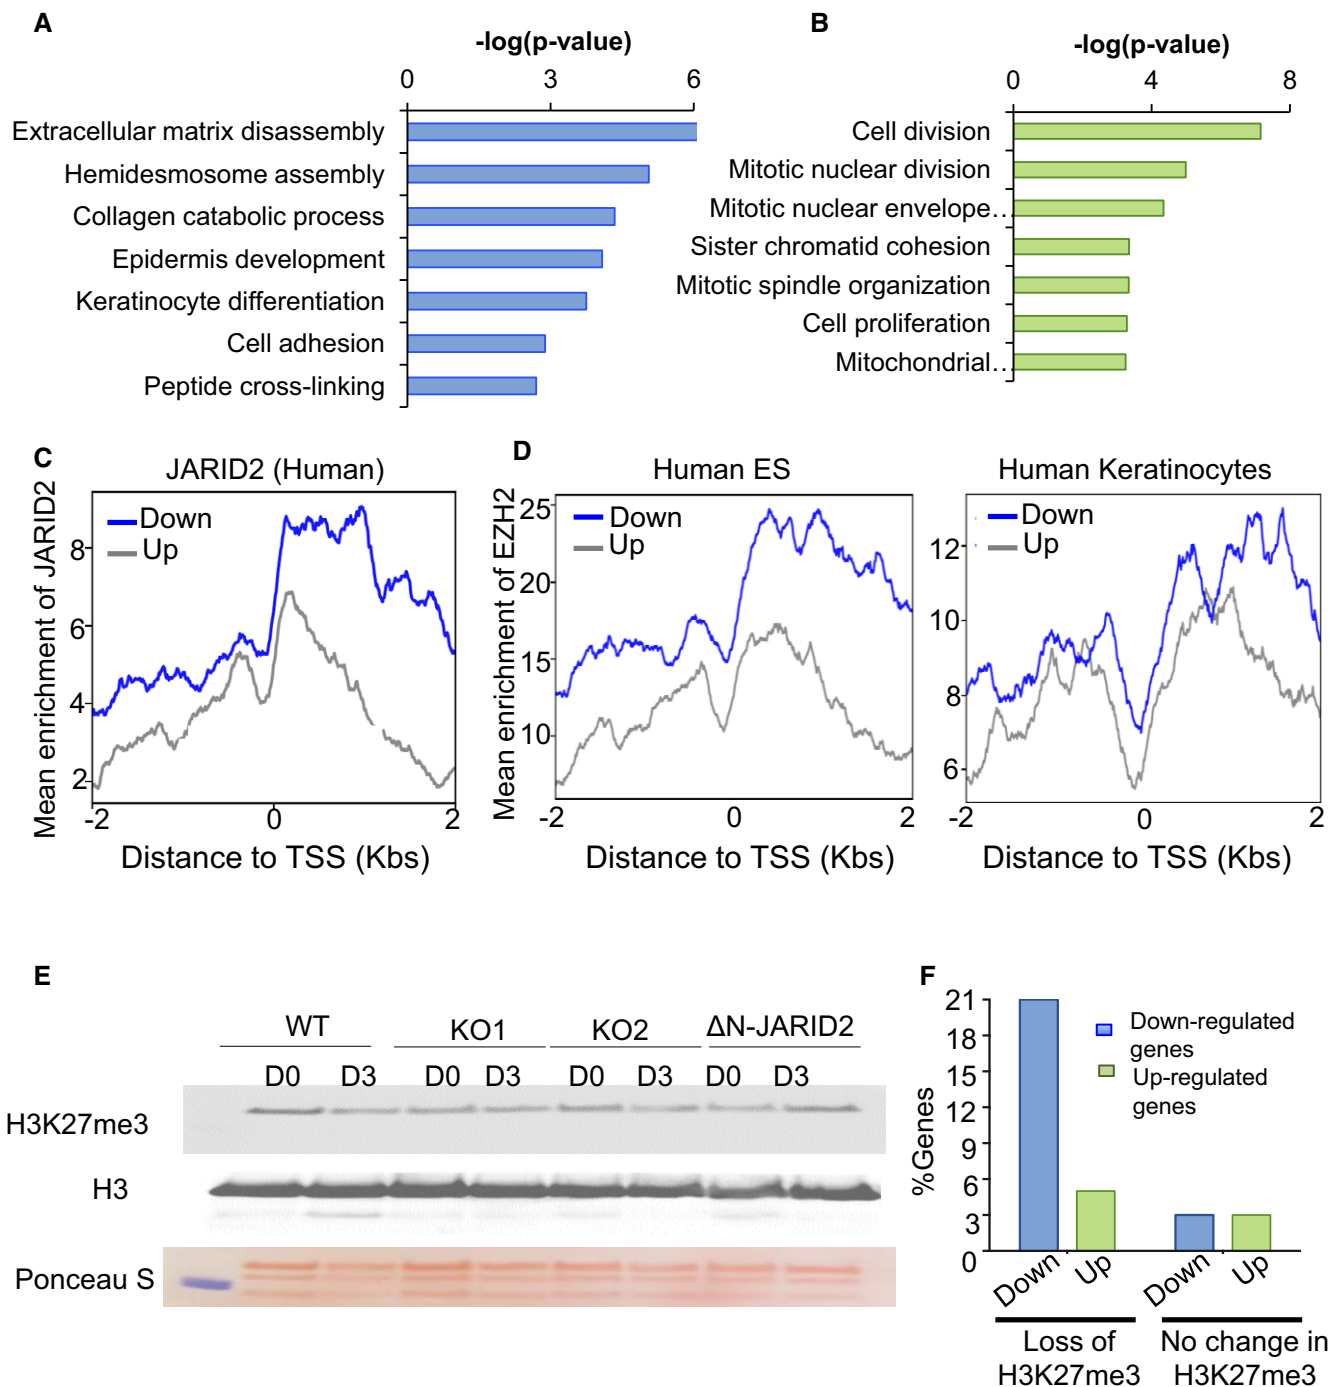 A
-log(p-value)
0 3 6
Extracellular matrix disassembly
Hemidesmosome assembly
Collagen catabolic process
Epidermis development
Keratinocyte differentiation
Cell adhesion
Peptide cross-linking
B
-log(p-value)
0 4 8
Cell division
Mitotic nuclear division
Mitotic nuclear envelope...
Sister chromatid cohesion
Mitotic spindle organization
Cell proliferation
Mitochondrial...
C
JARID2 (Human)
Mean enrichment of JARID2
Down
Up
8
6
4
2
-2 0 2
Distance to TSS (Kbs)
D
Human ES
Mean enrichment of EZH2
Down
Up
25
20
15
10
-2 0 2
Distance to TSS (Kbs)
Human Keratinocytes
Down
Up
12
10
8
6
-2 0 2
Distance to TSS (Kbs)
E
WT KO1 KO2 ΔN-JARID2
D0 D3 D0 D3 D0 D3 D0 D3
H3K27me3
H3
Ponceau S
F
%Genes
21
18
15
12
9
6
3
0
Down-regulated
genes
Up-regulated
genes
Down Up Down Up
Loss of
H3K27me3
No change in
H3K27me3